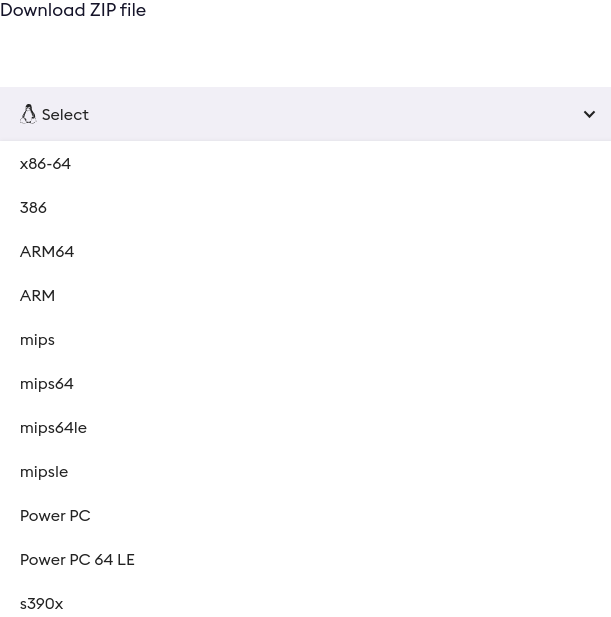 Download ZIP file
Select
x86-64
386
ARM64
ARM
mips
mips64
mips64le
mipsle
Power PC
Power PC 64 LE
s390x